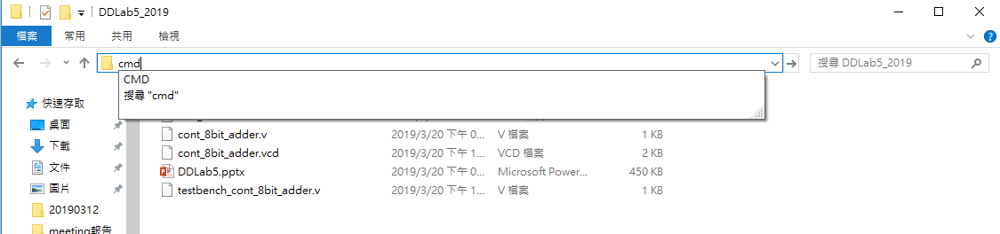 DDLab5_2019
檔案 常用 共用 檢視
cmd 搜尋 DDLab5_2019
CMD
搜尋 "cmd"
快速存取
桌面
下載
文件
圖片
20190312
meeting報告
cont_8bit_adder.v 2019/3/20 下午 0... V 檔案 1 KB
cont_8bit_adder.vcd 2019/3/20 下午 1... VCD 檔案 2 KB
DDLab5.pptx 2019/3/20 下午 0... Microsoft Power... 450 KB
testbench_cont_8bit_adder.v 2019/3/20 下午 1... V 檔案 1 KB